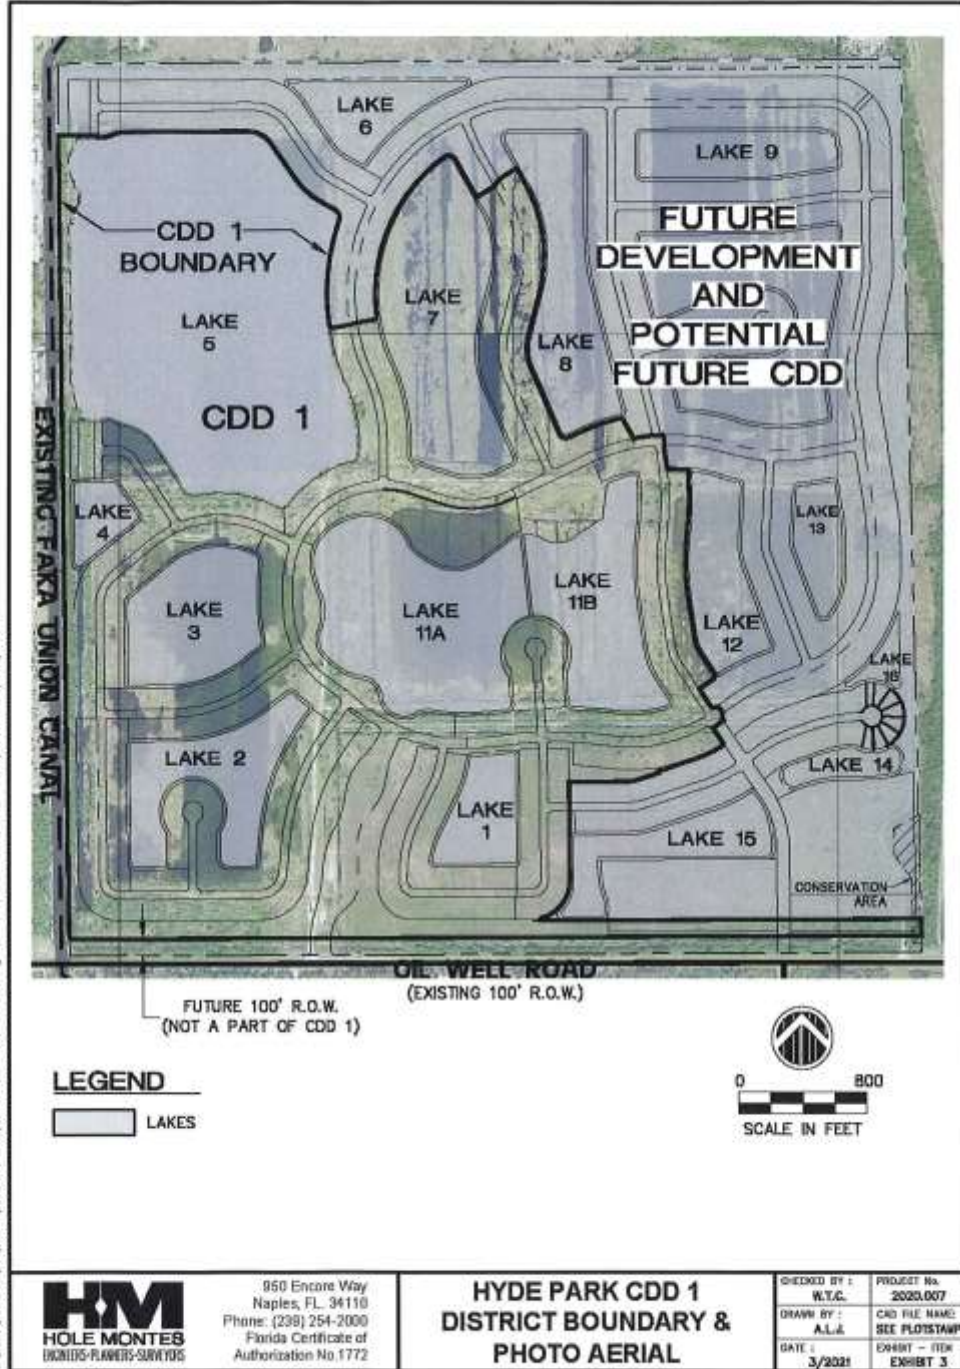 LAKE
6
LAKE 9
CDD 1
BOUNDARY
FUTURE
DEVELOPMENT
AND
POTENTIAL
FUTURE CDD
LAKE
7
LAKE
5
LAKE
8
CDD 1
EXISTING FAKA UNION CANAL
LAKE
4
LAKE
13
LAKE
3
LAKE
11A
LAKE
11B
LAKE
12
LAKE
16
LAKE 2
LAKE 14
LAKE
1
LAKE 15
CONSERVATION
AREA
OIL WELL ROAD
(EXISTING 100' R.O.W.)
FUTURE 100' R.O.W.
(NOT A PART OF CDD 1)
LEGEND
LAKES
0 800
SCALE IN FEET
HM
HOLE MONTES
ENGINEERS·PLANNERS·SURVEYORS
950 Encore Way
Naples, FL. 34110
Phone: (239) 254-2000
Florida Certificate of
Authorization No.1772
HYDE PARK CDD 1
DISTRICT BOUNDARY &
PHOTO AERIAL
CHECKED BY :
W.T.C.
PROJECT No.
2020.007
DRAWN BY :
A.L.J.
CAD FILE NAME:
SEE PLOTSTAMP
DATE :
3/2021
EXHIBIT - ITEM
EXHIBIT 3